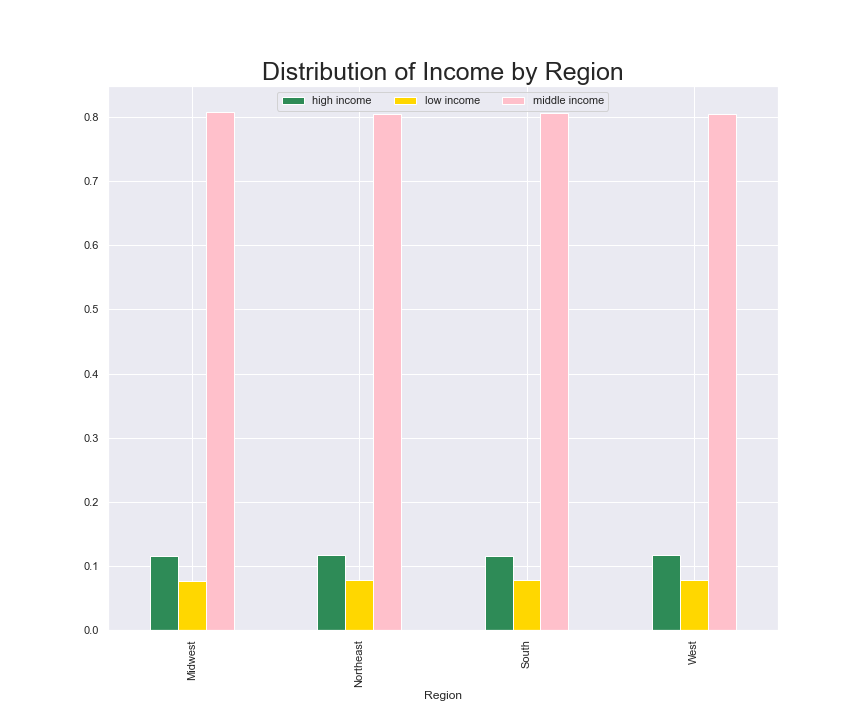 Distribution of Income by Region
high income low income middle income
0.8
0.7
0.6
0.5
0.4
0.3
0.2
0.1
0.0
Midwest
Northeast
South
West
Region